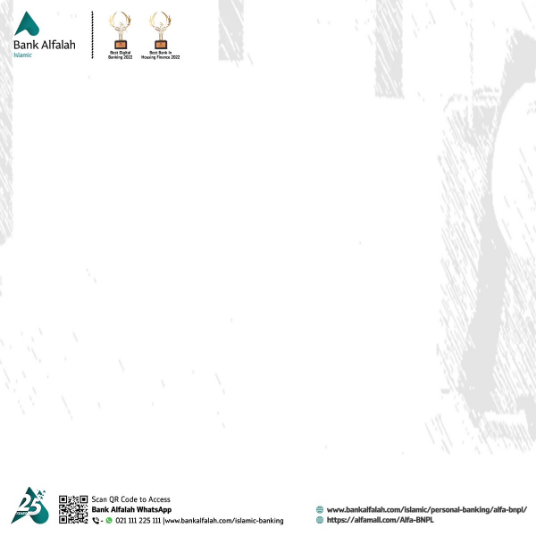 Bank Alfalah
Islamic
Best Digital
Banking 2022
Best Bank in
Housing Finance 2022
25
YEARS
Scan QR Code to Access
Bank Alfalah WhatsApp
021 111 225 111 |www.bankalfalah.com/islamic-banking
www.bankalfalah.com/islamic/personal-banking/alfa-bnpl/
https://alfamall.com/Alfa-BNPL